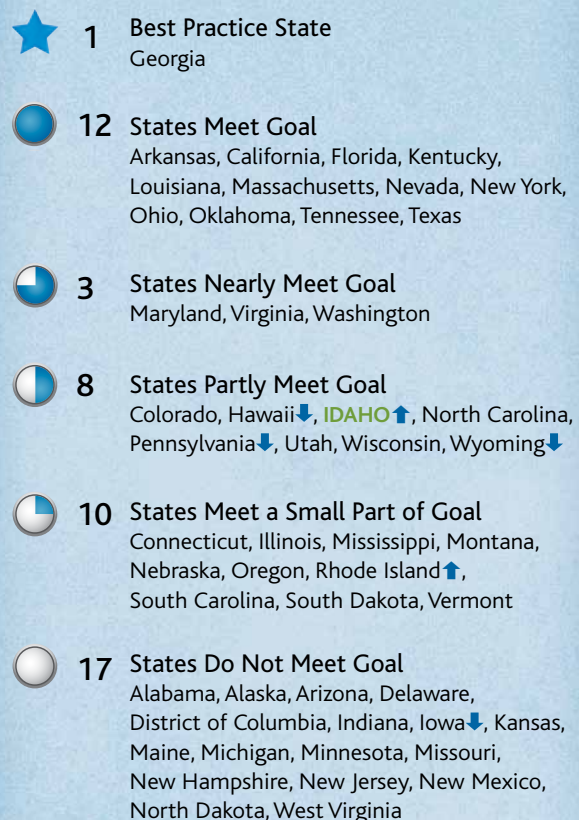 1 Best Practice State
Georgia
12 States Meet Goal
Arkansas, California, Florida, Kentucky,
Louisiana, Massachusetts, Nevada, New York,
Ohio, Oklahoma, Tennessee, Texas
3 States Nearly Meet Goal
Maryland, Virginia, Washington
8 States Partly Meet Goal
Colorado, Hawaii⬇, IDAHO⬆, North Carolina,
Pennsylvania⬇, Utah, Wisconsin, Wyoming⬇
10 States Meet a Small Part of Goal
Connecticut, Illinois, Mississippi, Montana,
Nebraska, Oregon, Rhode Island⬆,
South Carolina, South Dakota, Vermont
17 States Do Not Meet Goal
Alabama, Alaska, Arizona, Delaware,
District of Columbia, Indiana, Iowa⬇, Kansas,
Maine, Michigan, Minnesota, Missouri,
New Hampshire, New Jersey, New Mexico,
North Dakota, West Virginia